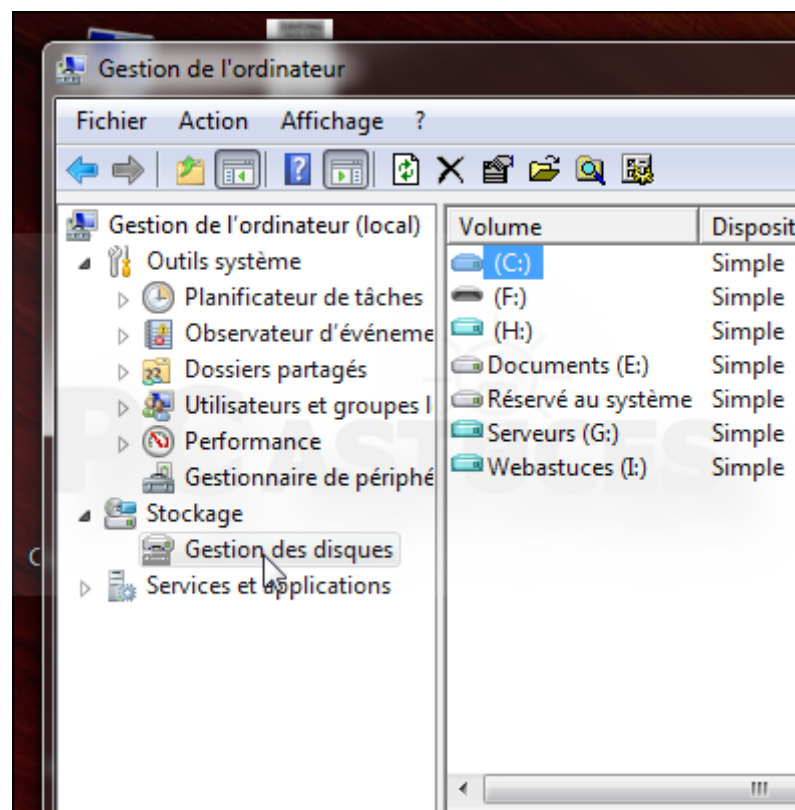 Gestion de l'ordinateur
Fichier Action Affichage ?
Gestion de l'ordinateur (local)
Outils système
Planificateur de tâches
Observateur d'événeme
Dossiers partagés
Utilisateurs et groupes l
Performance
Gestionnaire de périphé
Stockage
Gestion des disques
Services et applications
Volume Disposit
(C:) Simple
(F:) Simple
(H:) Simple
Documents (E:) Simple
Réservé au système Simple
Serveurs (G:) Simple
Webastuces (I:) Simple
PC ASTUCES
C